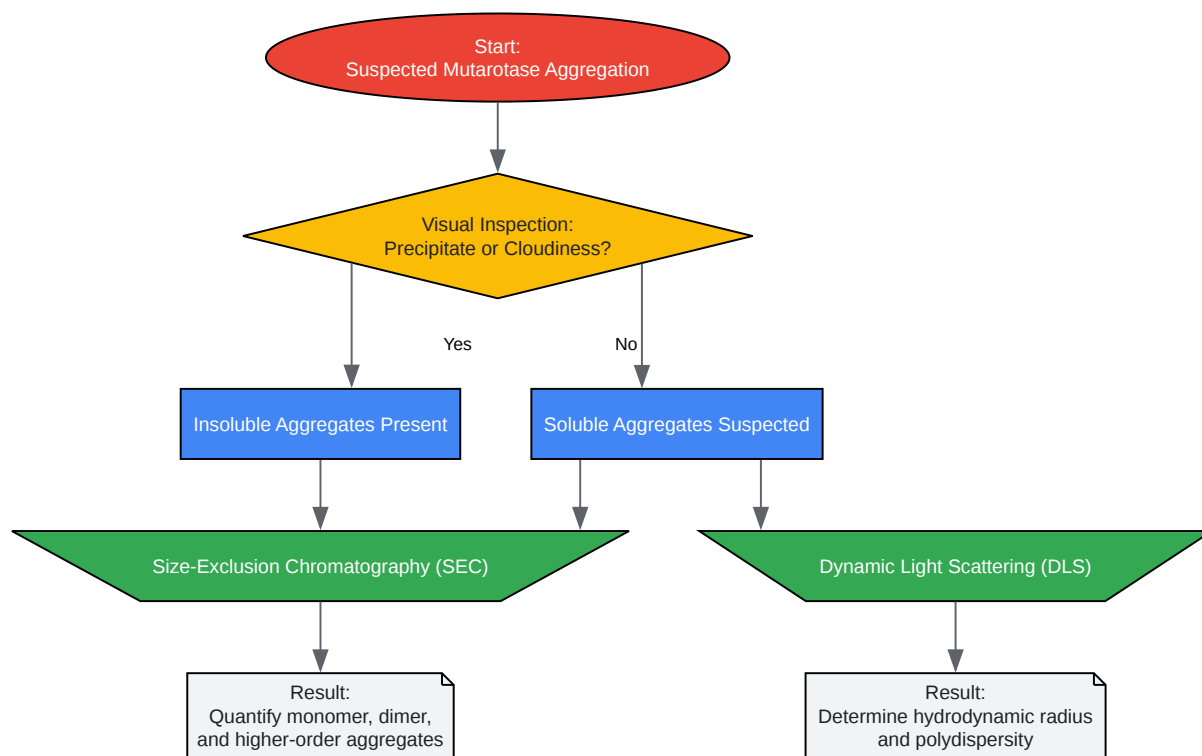 Start:
Suspected Mutarotase Aggregation
Visual Inspection:
Precipitate or Cloudiness?
Yes
No
Insoluble Aggregates Present
Soluble Aggregates Suspected
Size-Exclusion Chromatography (SEC)
Dynamic Light Scattering (DLS)
Result:
Quantify monomer, dimer,
and higher-order aggregates
Result:
Determine hydrodynamic radius
and polydispersity